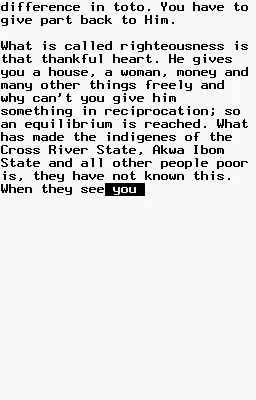 difference in toto. You have to
give part back to Him.

What is called righteousness is
that thankful heart. He gives
you a house, a woman, money and
many other things freely and
why can't you give him
something in reciprocation; so
an equilibrium is reached. What
has made the indigenes of the
Cross River State, Akwa Ibom
State and all other people poor
is, they have not known this.
When they see you